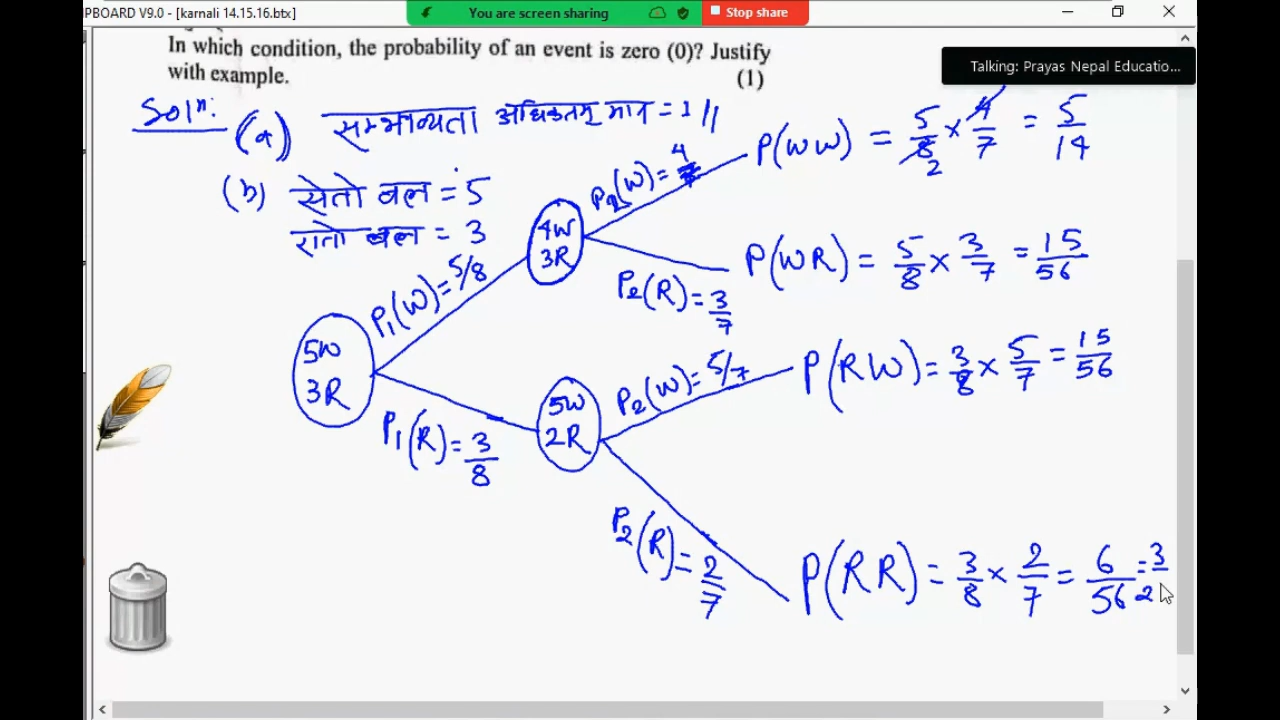 IPBOARD V9.0 - [karnali 14.15.16.btx]
You are screen sharing
Stop share
In which condition, the probability of an event is zero (0)? Justify
with example. (1)
Talking: Prayas Nepal Educatio...
Solⁿ:
(a) सम्भाव्यता अधिकतम् मान = 1 //
(b) सेतो बल = 5
रातो बल = 3
5W
3R
P₁(W) = 5/8
P₁(R) = 3/8
4W
3R
P₂(W) = 4
P₂(R) = 3/7
5W
2R
P₂(W) = 5/7
P₂(R) = 2/7
P(WW) = 5/8 × 4/7 = 5/14
2
P(WR) = 5/8 × 3/7 = 15/56
P(RW) = 3/8 × 5/7 = 15/56
P(RR) = 3/8 × 2/7 = 6/56 = 3/2